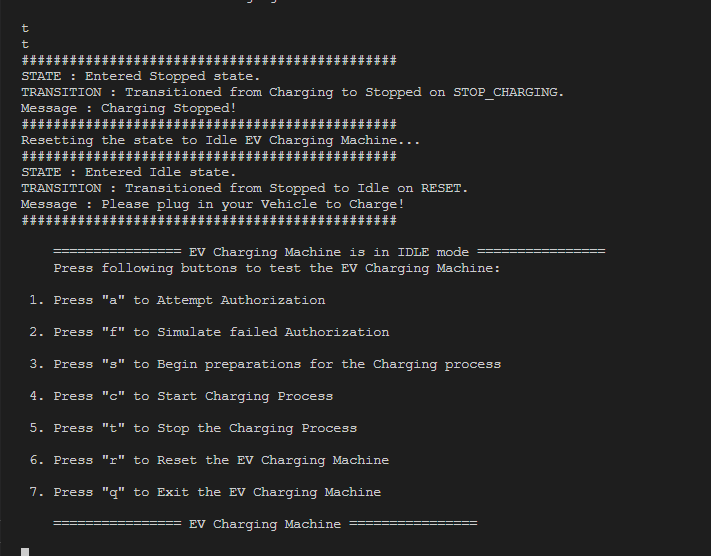 t
t
###############################################
STATE : Entered Stopped state.
TRANSITION : Transitioned from Charging to Stopped on STOP_CHARGING.
Message : Charging Stopped!
###############################################
Resetting the state to Idle EV Charging Machine...
###############################################
STATE : Entered Idle state.
TRANSITION : Transitioned from Stopped to Idle on RESET.
Message : Please plug in your Vehicle to Charge!
###############################################
================ EV Charging Machine is in IDLE mode ================
Press following buttons to test the EV Charging Machine:
1. Press "a" to Attempt Authorization
2. Press "f" to Simulate failed Authorization
3. Press "s" to Begin preparations for the Charging process
4. Press "c" to Start Charging Process
5. Press "t" to Stop the Charging Process
6. Press "r" to Reset the EV Charging Machine
7. Press "q" to Exit the EV Charging Machine
================ EV Charging Machine ================